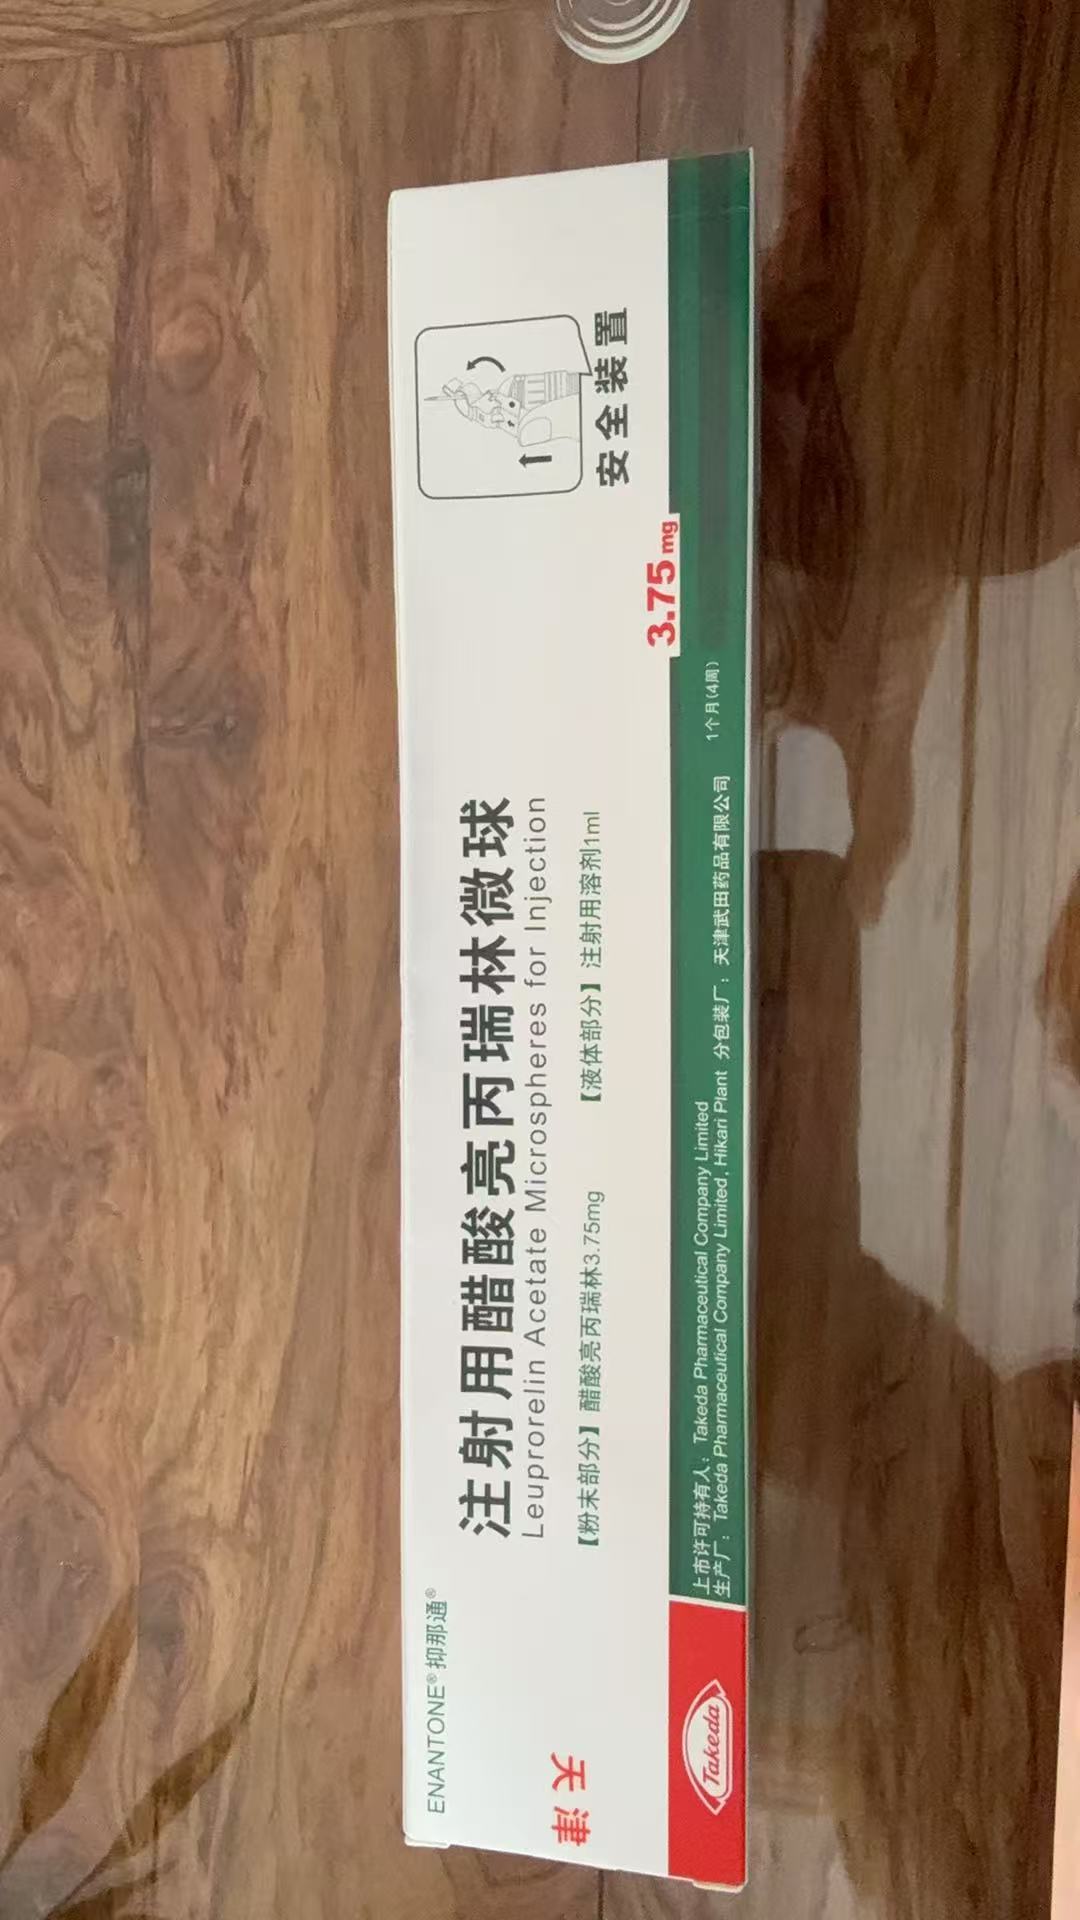 ENANTONE® 抑那通®
注射用醋酸亮丙瑞林微球
Leuprorelin Acetate Microspheres for Injection
【粉末部分】醋酸亮丙瑞林3.75mg 【液体部分】注射用溶剂1ml
天津
安全装置
3.75mg
上市许可持有人：Takeda Pharmaceutical Company Limited
生产厂：Takeda Pharmaceutical Company Limited, Hikari Plant 分包装厂：天津武田药品有限公司
1个月(4周)
Takeda